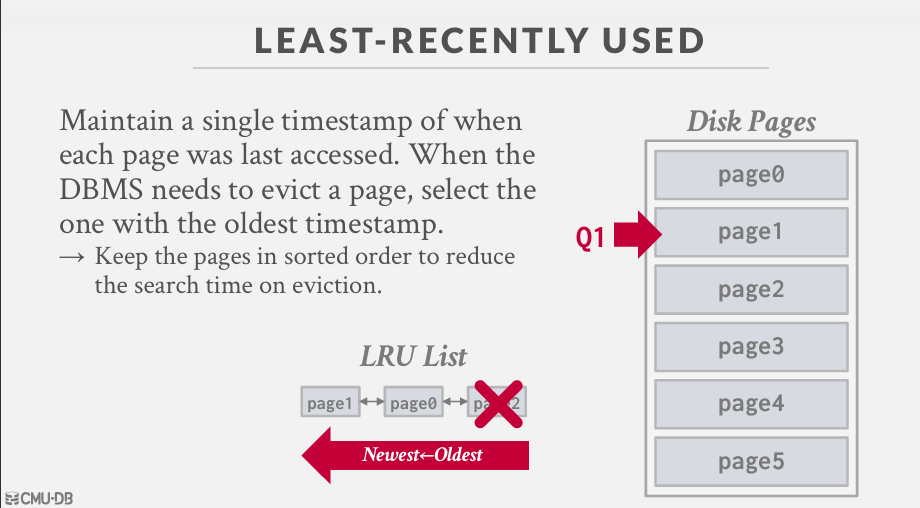 LEAST-RECENTLY USED
Maintain a single timestamp of when
each page was last accessed. When the
DBMS needs to evict a page, select the
one with the oldest timestamp.
→ Keep the pages in sorted order to reduce
the search time on eviction.
LRU List
page1
page0
page2
Newest←Oldest
Disk Pages
page0
Q1
page1
page2
page3
page4
page5
CMU·DB